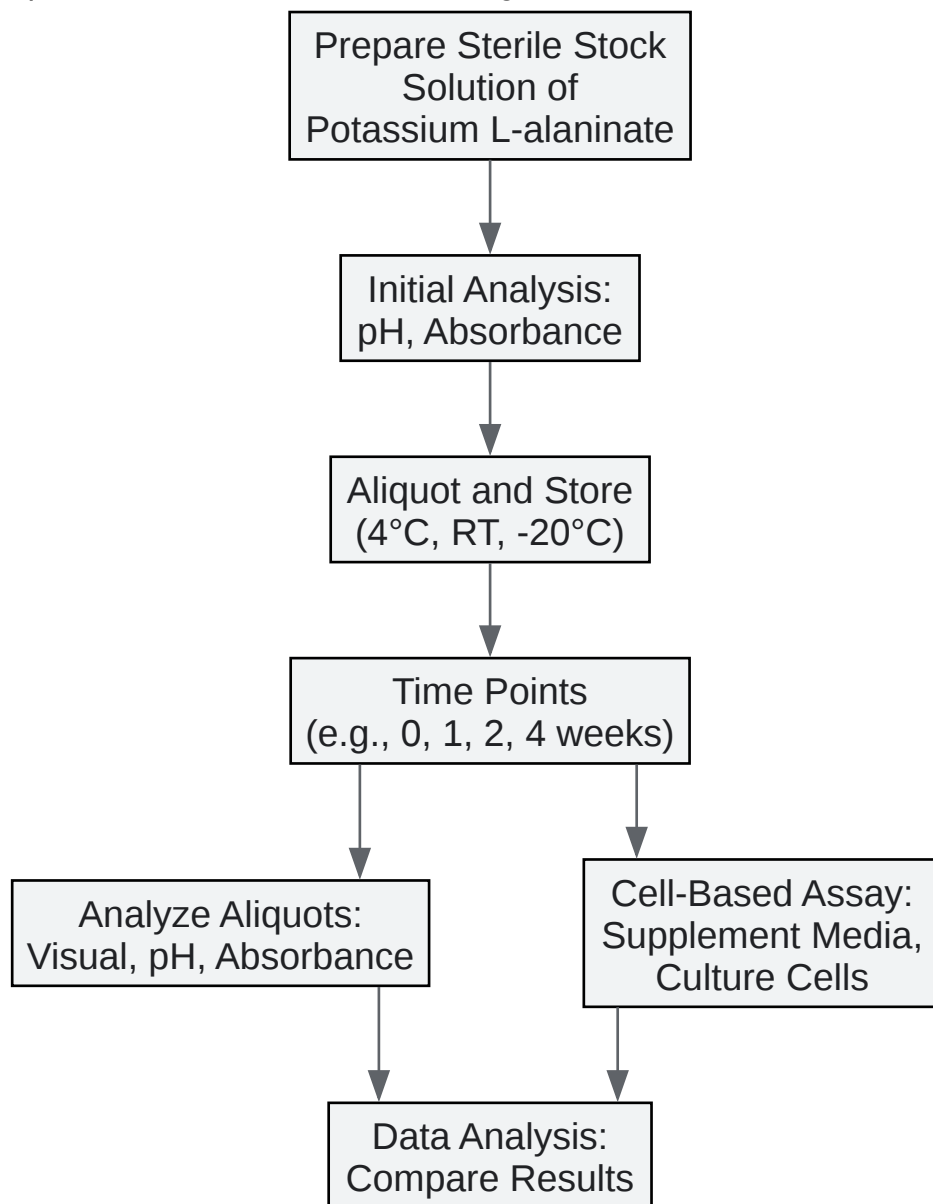 Prepare Sterile Stock
Solution of
Potassium L-alaninate
Initial Analysis:
pH, Absorbance
Aliquot and Store
(4°C, RT, -20°C)
Time Points
(e.g., 0, 1, 2, 4 weeks)
Analyze Aliquots:
Visual, pH, Absorbance
Cell-Based Assay:
Supplement Media,
Culture Cells
Data Analysis:
Compare Results